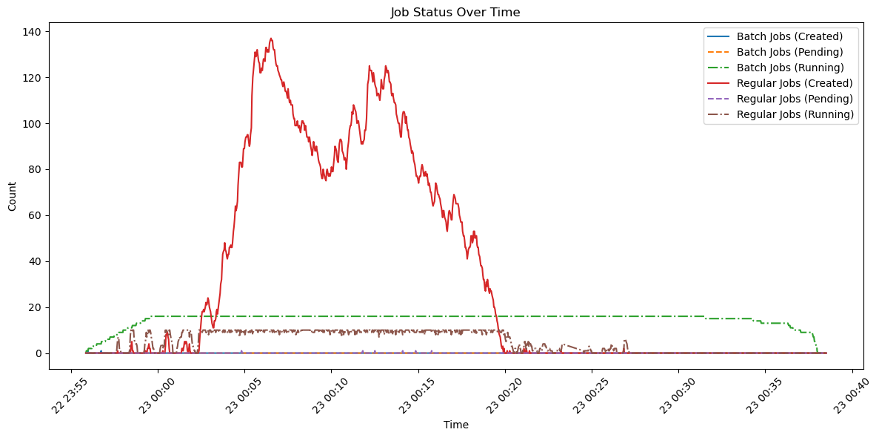 Job Status Over Time
Count
140
120
100
80
60
40
20
0
Batch Jobs (Created)
Batch Jobs (Pending)
Batch Jobs (Running)
Regular Jobs (Created)
Regular Jobs (Pending)
Regular Jobs (Running)
22 23:55
23 00:00
23 00:05
23 00:10
23 00:15
23 00:20
23 00:25
23 00:30
23 00:35
23 00:40
Time